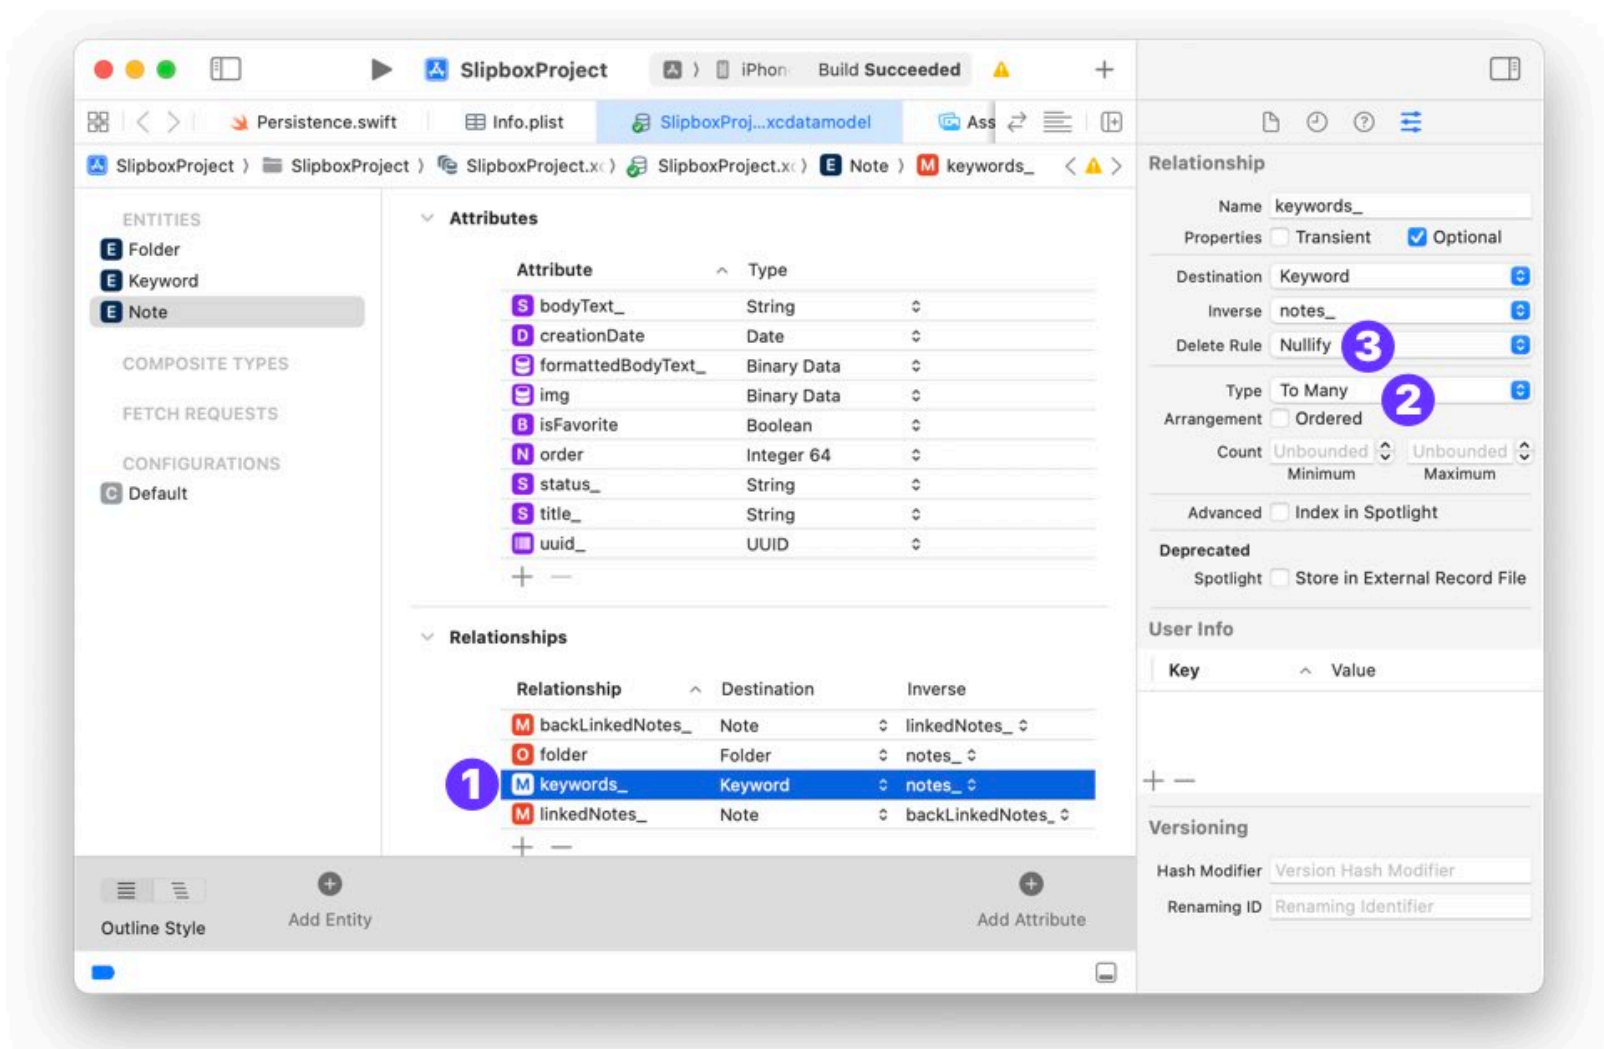 SlipboxProject
iPhon
Build Succeeded
Persistence.swift
Info.plist
SlipboxProj...xcdatamodel
Ass
SlipboxProject
SlipboxProject
SlipboxProject.x
SlipboxProject.x
E Note
M keywords_
ENTITIES
E Folder
E Keyword
E Note
COMPOSITE TYPES
FETCH REQUESTS
CONFIGURATIONS
C Default
Attributes
Attribute Type
S bodyText_ String
D creationDate Date
formattedBodyText_ Binary Data
img Binary Data
B isFavorite Boolean
N order Integer 64
S status_ String
S title_ String
uuid_ UUID
Relationships
Relationship Destination Inverse
M backLinkedNotes_ Note linkedNotes_
O folder Folder notes_
1 M keywords_ Keyword notes_
M linkedNotes_ Note backLinkedNotes_
Outline Style
Add Entity
Add Attribute
Relationship
Name keywords_
Properties Transient Optional
Destination Keyword
Inverse notes_
Delete Rule Nullify 3
Type To Many 2
Arrangement Ordered
Count Unbounded Unbounded
Minimum Maximum
Advanced Index in Spotlight
Deprecated
Spotlight Store in External Record File
User Info
Key Value
Versioning
Hash Modifier Version Hash Modifier
Renaming ID Renaming Identifier